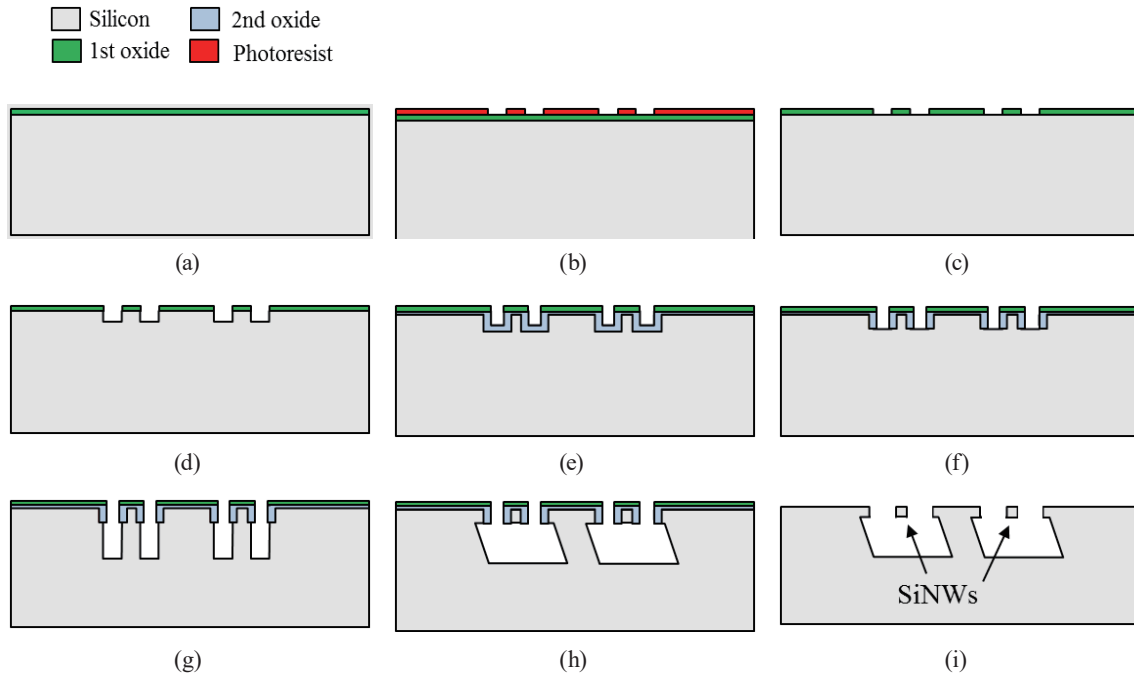 Silicon 2nd oxide
1st oxide Photoresist
(a) (b) (c)
(d) (e) (f)
SiNWs
(g) (h) (i)